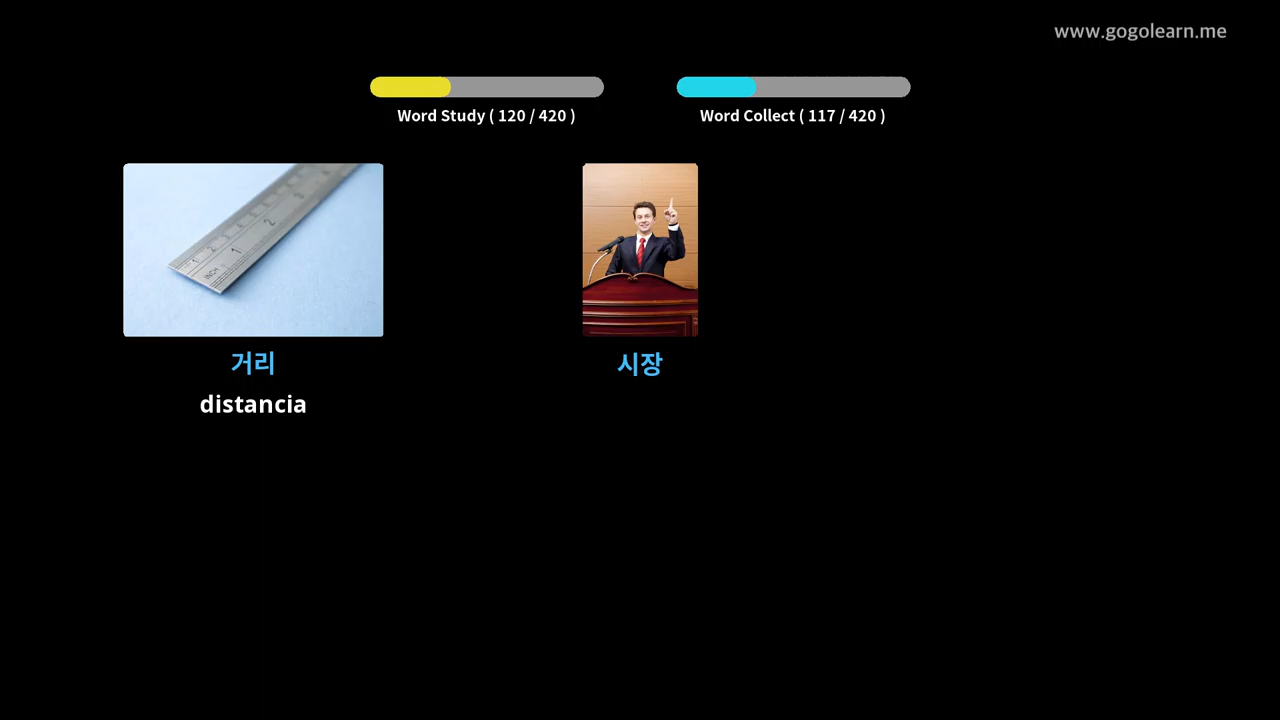 www.gogolearn.me
Word Study ( 120 / 420 )
Word Collect ( 117 / 420 )
거리
distancia
시장